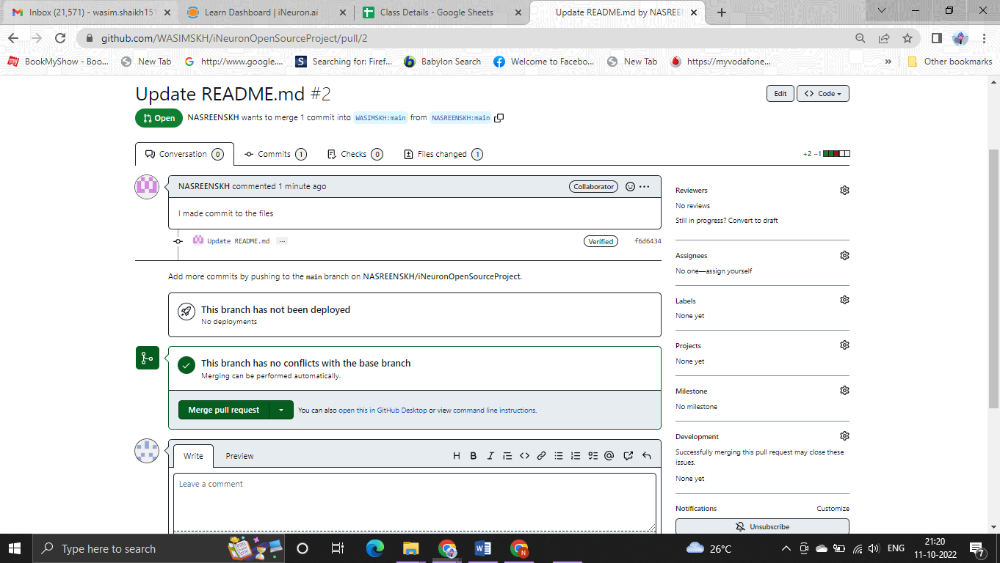 Inbox (21,571) - wasim.shaikh151
Learn Dashboard | iNeuron.ai
Class Details - Google Sheets
Update README.md by NASREEN
github.com/WASIMSKH/iNeuronOpenSourceProject/pull/2
BookMyShow - Boo...
New Tab
http://www.google....
Searching for: Firef...
Babylon Search
Welcome to Facebo...
New Tab
https://myvodafone...
Other bookmarks
Update README.md #2
Edit
Code
Open
NASREENSKH wants to merge 1 commit into WASIMSKH:main from NASREENSKH:main
Conversation 0
Commits 1
Checks 0
Files changed 1
+2 −1
NASREENSKH commented 1 minute ago
Collaborator
I made commit to the files
Update README.md ...
Verified
f6d6434
Add more commits by pushing to the main branch on NASREENSKH/iNeuronOpenSourceProject.
This branch has not been deployed
No deployments
This branch has no conflicts with the base branch
Merging can be performed automatically.
Merge pull request
You can also open this in GitHub Desktop or view command line instructions.
Write
Preview
H B I
Leave a comment
Reviewers
No reviews
Still in progress? Convert to draft
Assignees
No one—assign yourself
Labels
None yet
Projects
None yet
Milestone
No milestone
Development
Successfully merging this pull request may close these
issues.
None yet
Notifications
Customize
Unsubscribe
Type here to search
26°C
ENG
21:20
11-10-2022
7